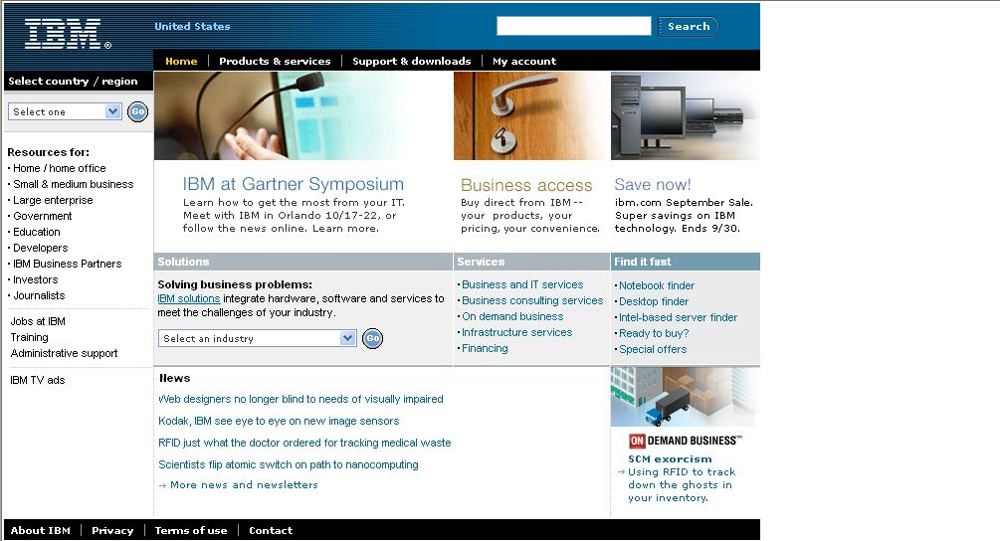 IBM®
United States
Search
Home
Products & services
Support & downloads
My account
Select country / region
Select one
Go
Resources for:
· Home / home office
· Small & medium business
· Large enterprise
· Government
· Education
· Developers
· IBM Business Partners
· Investors
· Journalists
Jobs at IBM
Training
Administrative support
IBM TV ads
IBM at Gartner Symposium
Learn how to get the most from your IT.
Meet with IBM in Orlando 10/17-22, or
follow the news online. Learn more.
Business access
Buy direct from IBM --
your products, your
pricing, your convenience.
Save now!
ibm.com September Sale.
Super savings on IBM
technology. Ends 9/30.
Solutions
Solving business problems:
IBM solutions integrate hardware, software and services to
meet the challenges of your industry.
Select an industry
Go
Services
· Business and IT services
· Business consulting services
· On demand business
· Infrastructure services
· Financing
Find it fast
· Notebook finder
· Desktop finder
· Intel-based server finder
· Ready to buy?
· Special offers
News
Web designers no longer blind to needs of visually impaired
Kodak, IBM see eye to eye on new image sensors
RFID just what the doctor ordered for tracking medical waste
Scientists flip atomic switch on path to nanocomputing
→ More news and newsletters
ON DEMAND BUSINESS™
SCM exorcism
→ Using RFID to track
down the ghosts in
your inventory.
About IBM
Privacy
Terms of use
Contact